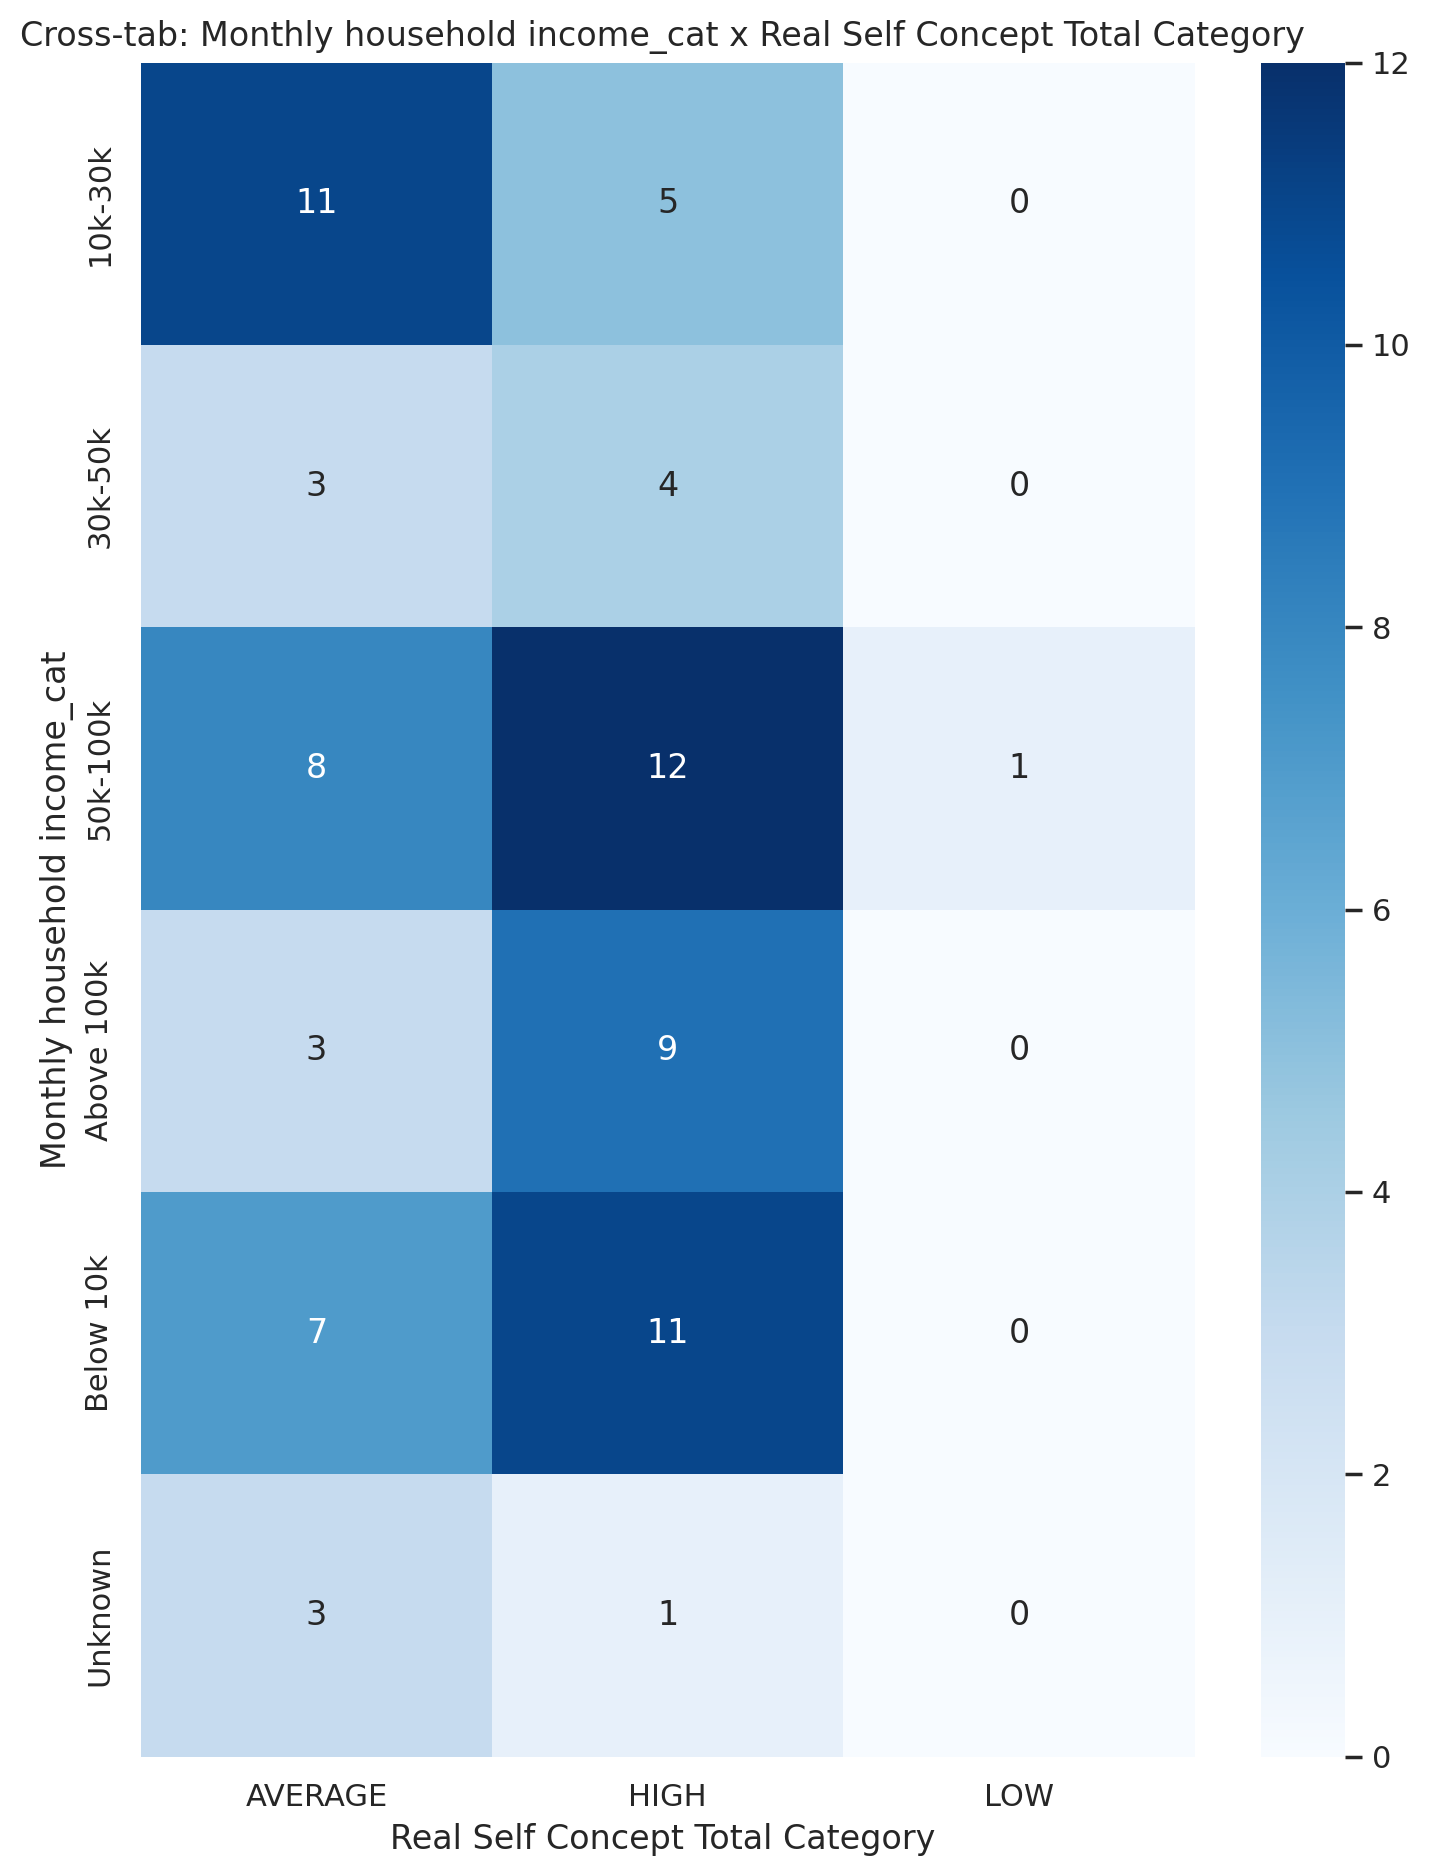 Cross-tab: Monthly household income_cat x Real Self Concept Total Category
Monthly household income_cat
10k-30k
11 5 0
30k-50k
3 4 0
50k-100k
8 12 1
Above 100k
3 9 0
Below 10k
7 11 0
Unknown
3 1 0
AVERAGE HIGH LOW
Real Self Concept Total Category
12
10
8
6
4
2
0